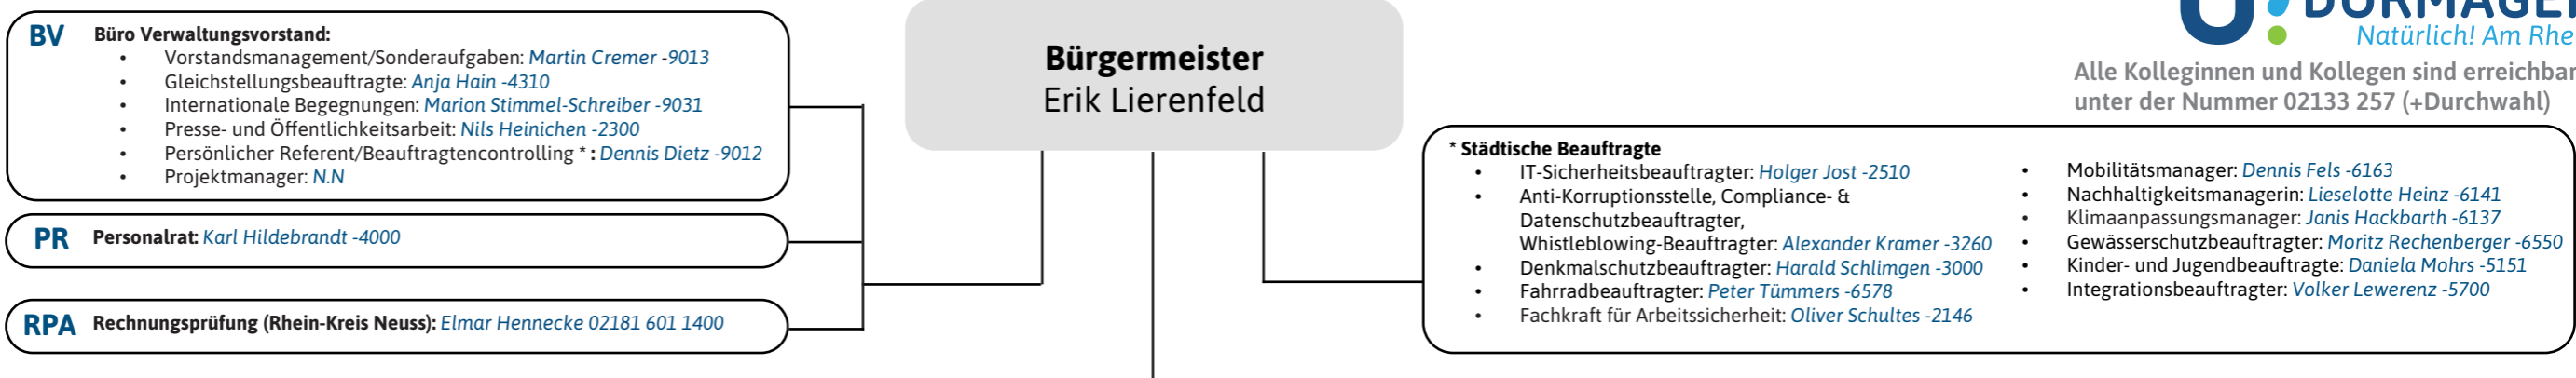 BV Büro Verwaltungsvorstand:
• Vorstandsmanagement/Sonderaufgaben: Martin Cremer -9013
• Gleichstellungsbeauftragte: Anja Hain -4310
• Internationale Begegnungen: Marion Stimmel-Schreiber -9031
• Presse- und Öffentlichkeitsarbeit: Nils Heinichen -2300
• Persönlicher Referent/Beauftragtencontrolling * : Dennis Dietz -9012
• Projektmanager: N.N
PR Personalrat: Karl Hildebrandt -4000
RPA Rechnungsprüfung (Rhein-Kreis Neuss): Elmar Hennecke 02181 601 1400
Bürgermeister
Erik Lierenfeld
Natürlich! Am Rhe
Alle Kolleginnen und Kollegen sind erreichbar
unter der Nummer 02133 257 (+Durchwahl)
* Städtische Beauftragte
• IT-Sicherheitsbeauftragter: Holger Jost -2510
• Anti-Korruptionsstelle, Compliance- &
Datenschutzbeauftragter,
Whistleblowing-Beauftragter: Alexander Kramer -3260
• Denkmalschutzbeauftragter: Harald Schlimgen -3000
• Fahrradbeauftragter: Peter Tümmers -6578
• Fachkraft für Arbeitssicherheit: Oliver Schultes -2146
• Mobilitätsmanager: Dennis Fels -6163
• Nachhaltigkeitsmanagerin: Lieselotte Heinz -6141
• Klimaanpassungsmanager: Janis Hackbarth -6137
• Gewässerschutzbeauftragter: Moritz Rechenberger -6550
• Kinder- und Jugendbeauftragte: Daniela Mohrs -5151
• Integrationsbeauftragter: Volker Lewerenz -5700